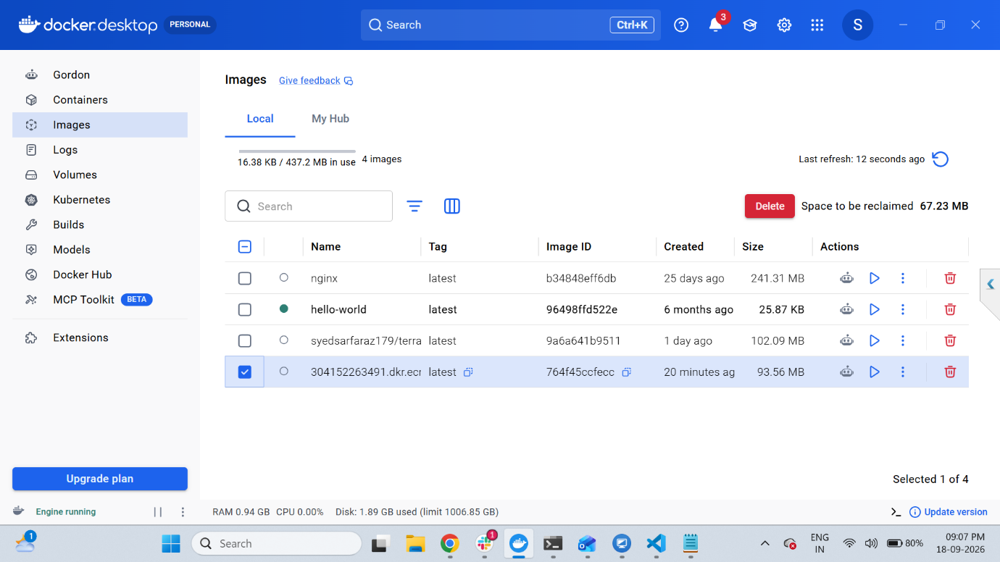 docker.desktop PERSONAL Search Ctrl+K 3 S
Gordon
Containers
Images
Logs
Volumes
Kubernetes
Builds
Models
Docker Hub
MCP Toolkit BETA
Extensions
Upgrade plan
Images Give feedback
Local My Hub
16.38 KB / 437.2 MB in use 4 images Last refresh: 12 seconds ago
Search Delete Space to be reclaimed 67.23 MB
Name Tag Image ID Created Size Actions
nginx latest b34848eff6db 25 days ago 241.31 MB
hello-world latest 96498ffd522e 6 months ago 25.87 KB
syedsarfaraz179/terra latest 9a6a641b9511 1 day ago 102.09 MB
304152263491.dkr.ecr latest 764f45ccfecc 20 minutes ag 93.56 MB
Selected 1 of 4
Engine running RAM 0.94 GB CPU 0.00% Disk: 1.89 GB used (limit 1006.85 GB) Update version
1 Search 1 ENG IN 80% 09:07 PM
18-09-2026